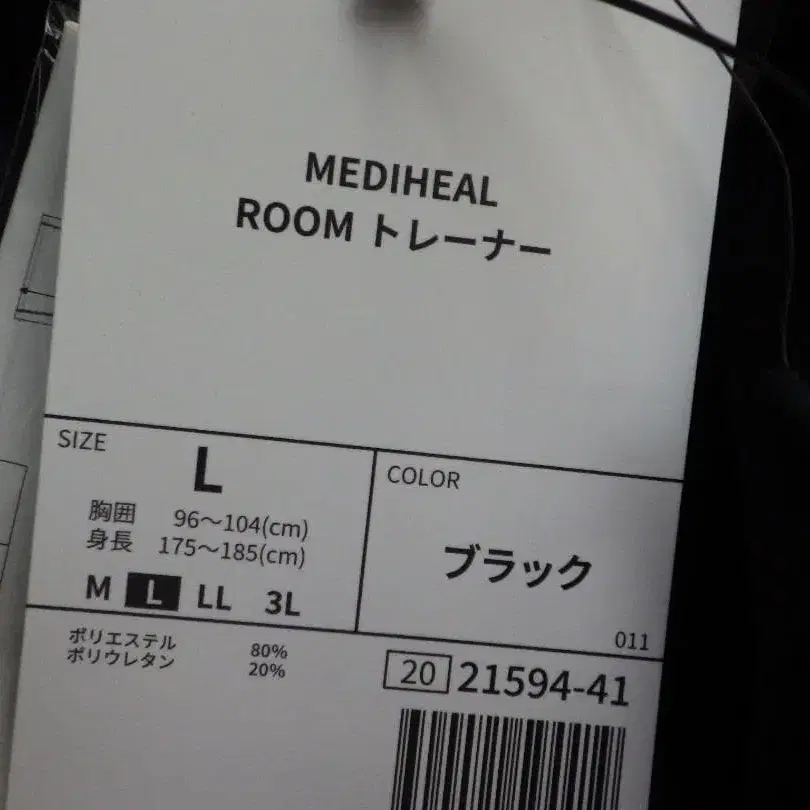 MEDIHEAL
ROOM トレーナー
SIZE
L
胸囲 96～104(cm)
身長 175～185(cm)
M L LL 3L
COLOR
ブラック
011
ポリエステル 80%
ポリウレタン 20%
20 21594-41